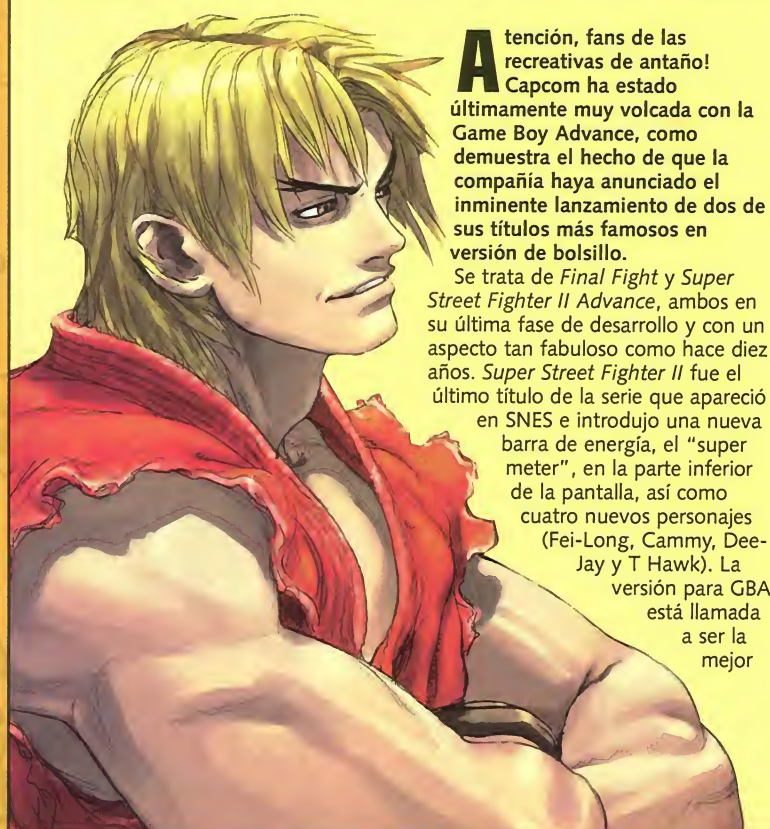 Atención, fans de las
recreativas de antaño!
Capcom ha estado
últimamente muy volcada con la
Game Boy Advance, como
demuestra el hecho de que la
compañía haya anunciado el
inminente lanzamiento de dos de
sus títulos más famosos en
versión de bolsillo.
Se trata de Final Fight y Super
Street Fighter II Advance, ambos en
su última fase de desarrollo y con un
aspecto tan fabuloso como hace diez
años. Super Street Fighter II fue el
último título de la serie que apareció
en SNES e introdujo una nueva
barra de energía, el “super
meter”, en la parte inferior
de la pantalla, así como
cuatro nuevos personajes
(Fei-Long, Cammy, Dee-
Jay y T Hawk). La
versión para GBA
está llamada
a ser la
mejor